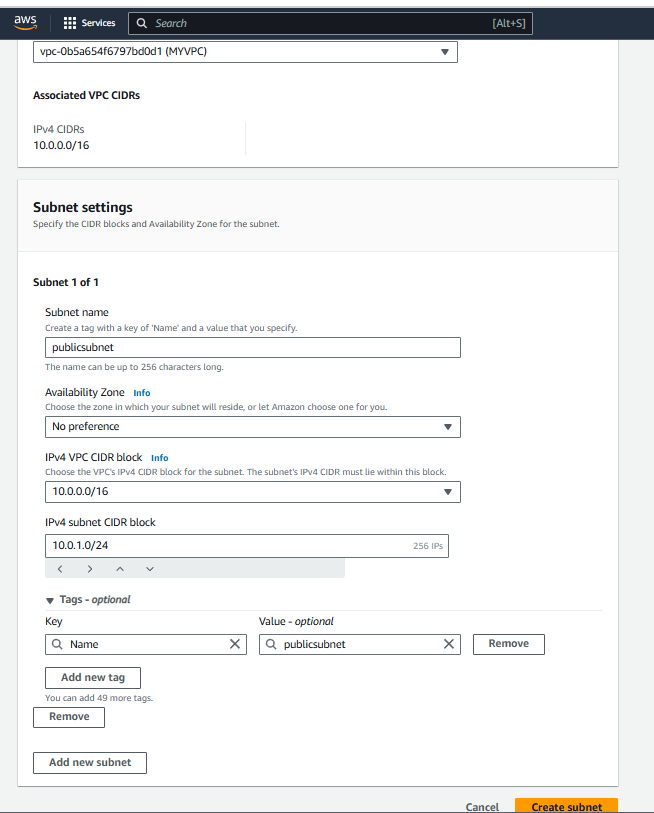 aws
Services
Search [Alt+S]
vpc-0b5a654f6797bd0d1 (MYVPC)
Associated VPC CIDRs
IPv4 CIDRs
10.0.0.0/16
Subnet settings
Specify the CIDR blocks and Availability Zone for the subnet.
Subnet 1 of 1
Subnet name
Create a tag with a key of 'Name' and a value that you specify.
publicsubnet
The name can be up to 256 characters long.
Availability Zone Info
Choose the zone in which your subnet will reside, or let Amazon choose one for you.
No preference
IPv4 VPC CIDR block Info
Choose the VPC's IPv4 CIDR block for the subnet. The subnet's IPv4 CIDR must lie within this block.
10.0.0.0/16
IPv4 subnet CIDR block
10.0.1.0/24 256 IPs
Tags - optional
Key Value - optional
Name publicsubnet Remove
Add new tag
You can add 49 more tags.
Remove
Add new subnet
Cancel Create subnet